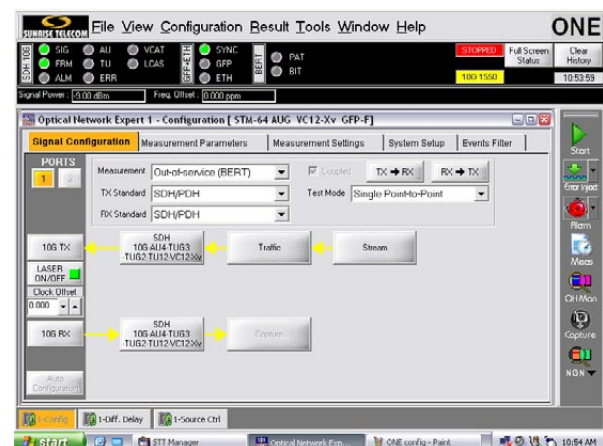 SUNRISE TELECOM File View Configuration Result Tools Window Help ONE
SDH 10G SIG AU VCAT GFP+ETH SYNC BERT PAT STOPPED Full Screen Status Clear History
FRM TU LCAS GFP BIT
ALM ERR ETH 10G 1550 10:53:59
Signal Power : -9.00 dBm Freq. Offset : 0.000 ppm
Optical Network Expert 1 - Configuration [ STM-64 AUG VC12-Xv GFP-F]
Signal Configuration Measurement Parameters Measurement Settings System Setup Events Filter
PORTS
1 2
Measurement Out-of-service (BERT) Coupled TX RX RX TX
TX Standard SDH/PDH Test Mode Single Point-to-Point
RX Standard SDH/PDH
10G TX
SDH
10G-AU4-TUG3
-TUG2-TU12-VC12-Xv
Traffic
Stream
LASER
ON/OFF
Clock Offset
0.000
10G RX
SDH
10G-AU4-TUG3
-TUG2-TU12-VC12-Xv
Capture
Auto
Configuration
Start
Error Inject
Alarm
Meas
OH Mon
Capture
NGN
1-Config 1-Diff. Delay 1-Source Ctrl
start STT Manager Optical Network Exp... ONE config - Paint 10:54 AM